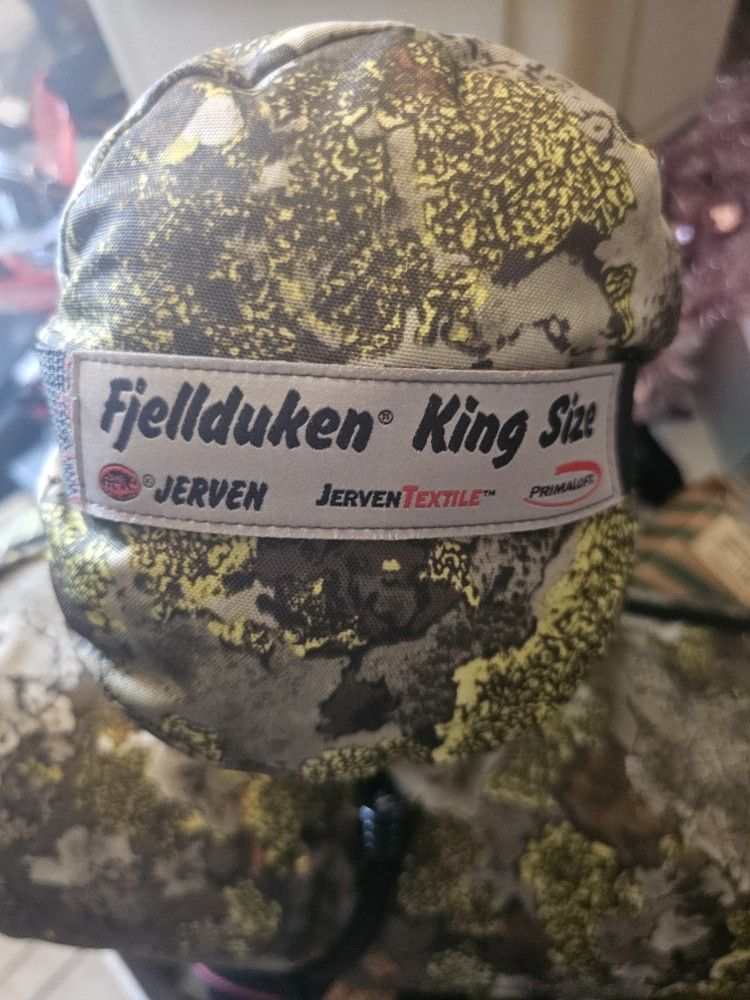 Fjellduken® King Size
® JERVEN JERVENTEXTILE™ PRIMALOFT